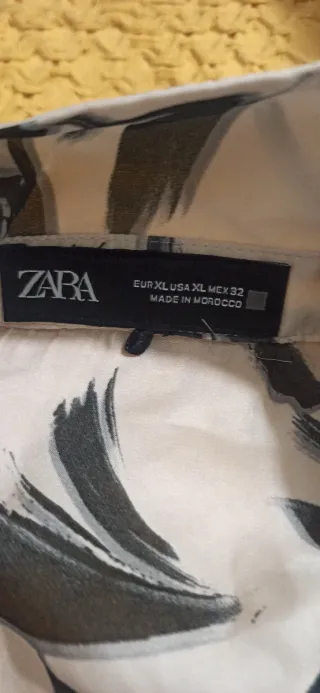 ZARA
EUR XL USA XL MEX 32
MADE IN MOROCCO